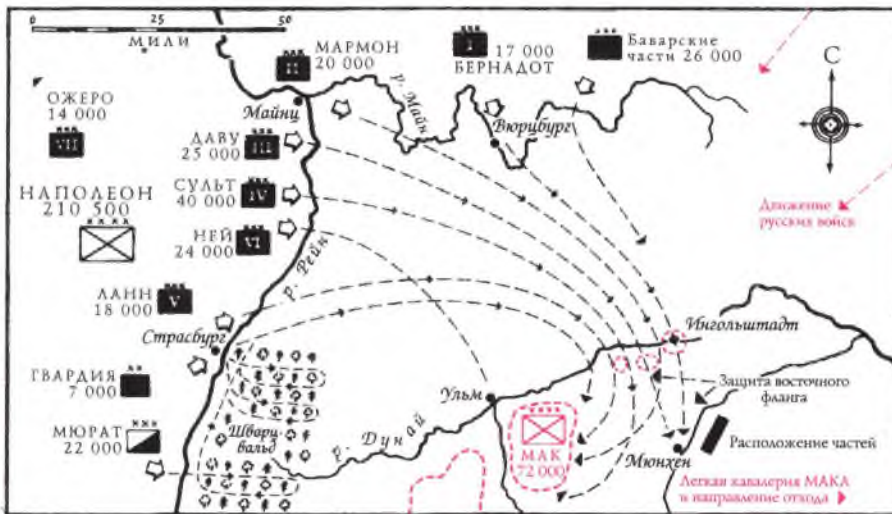 0 25 50
МИЛИ
II
МАРМОН
20 000
I
17 000
БЕРНАДОТ
Баварские
части 26 000
С
ОЖЕРО
14 000
VII
Майнц
р. Майн
Вюрцбург
ДАВУ
25 000
III
НАПОЛЕОН
210 500
СУЛЬТ
40 000
IV
НЕЙ
24 000
VI
Движение
русских войск
р. Рейн
ЛАНН
18 000
V
Страсбург
Ингольштадт
ГВАРДИЯ
7 000
Шварц-
вальд
р. Дунай
Ульм
Защита восточного
фланга
МЮРАТ
22 000
МАК
72 000
Мюнхен
Расположение частей
Легкая кавалерия МАКА
и направление отхода